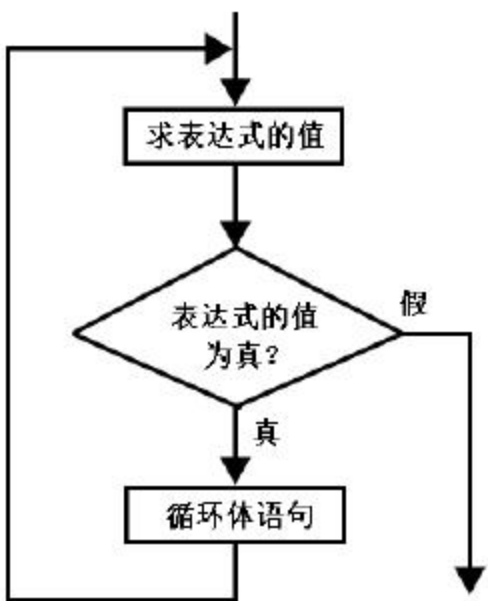 求表达式的值
表达式的值
为真?
假
真
循环体语句